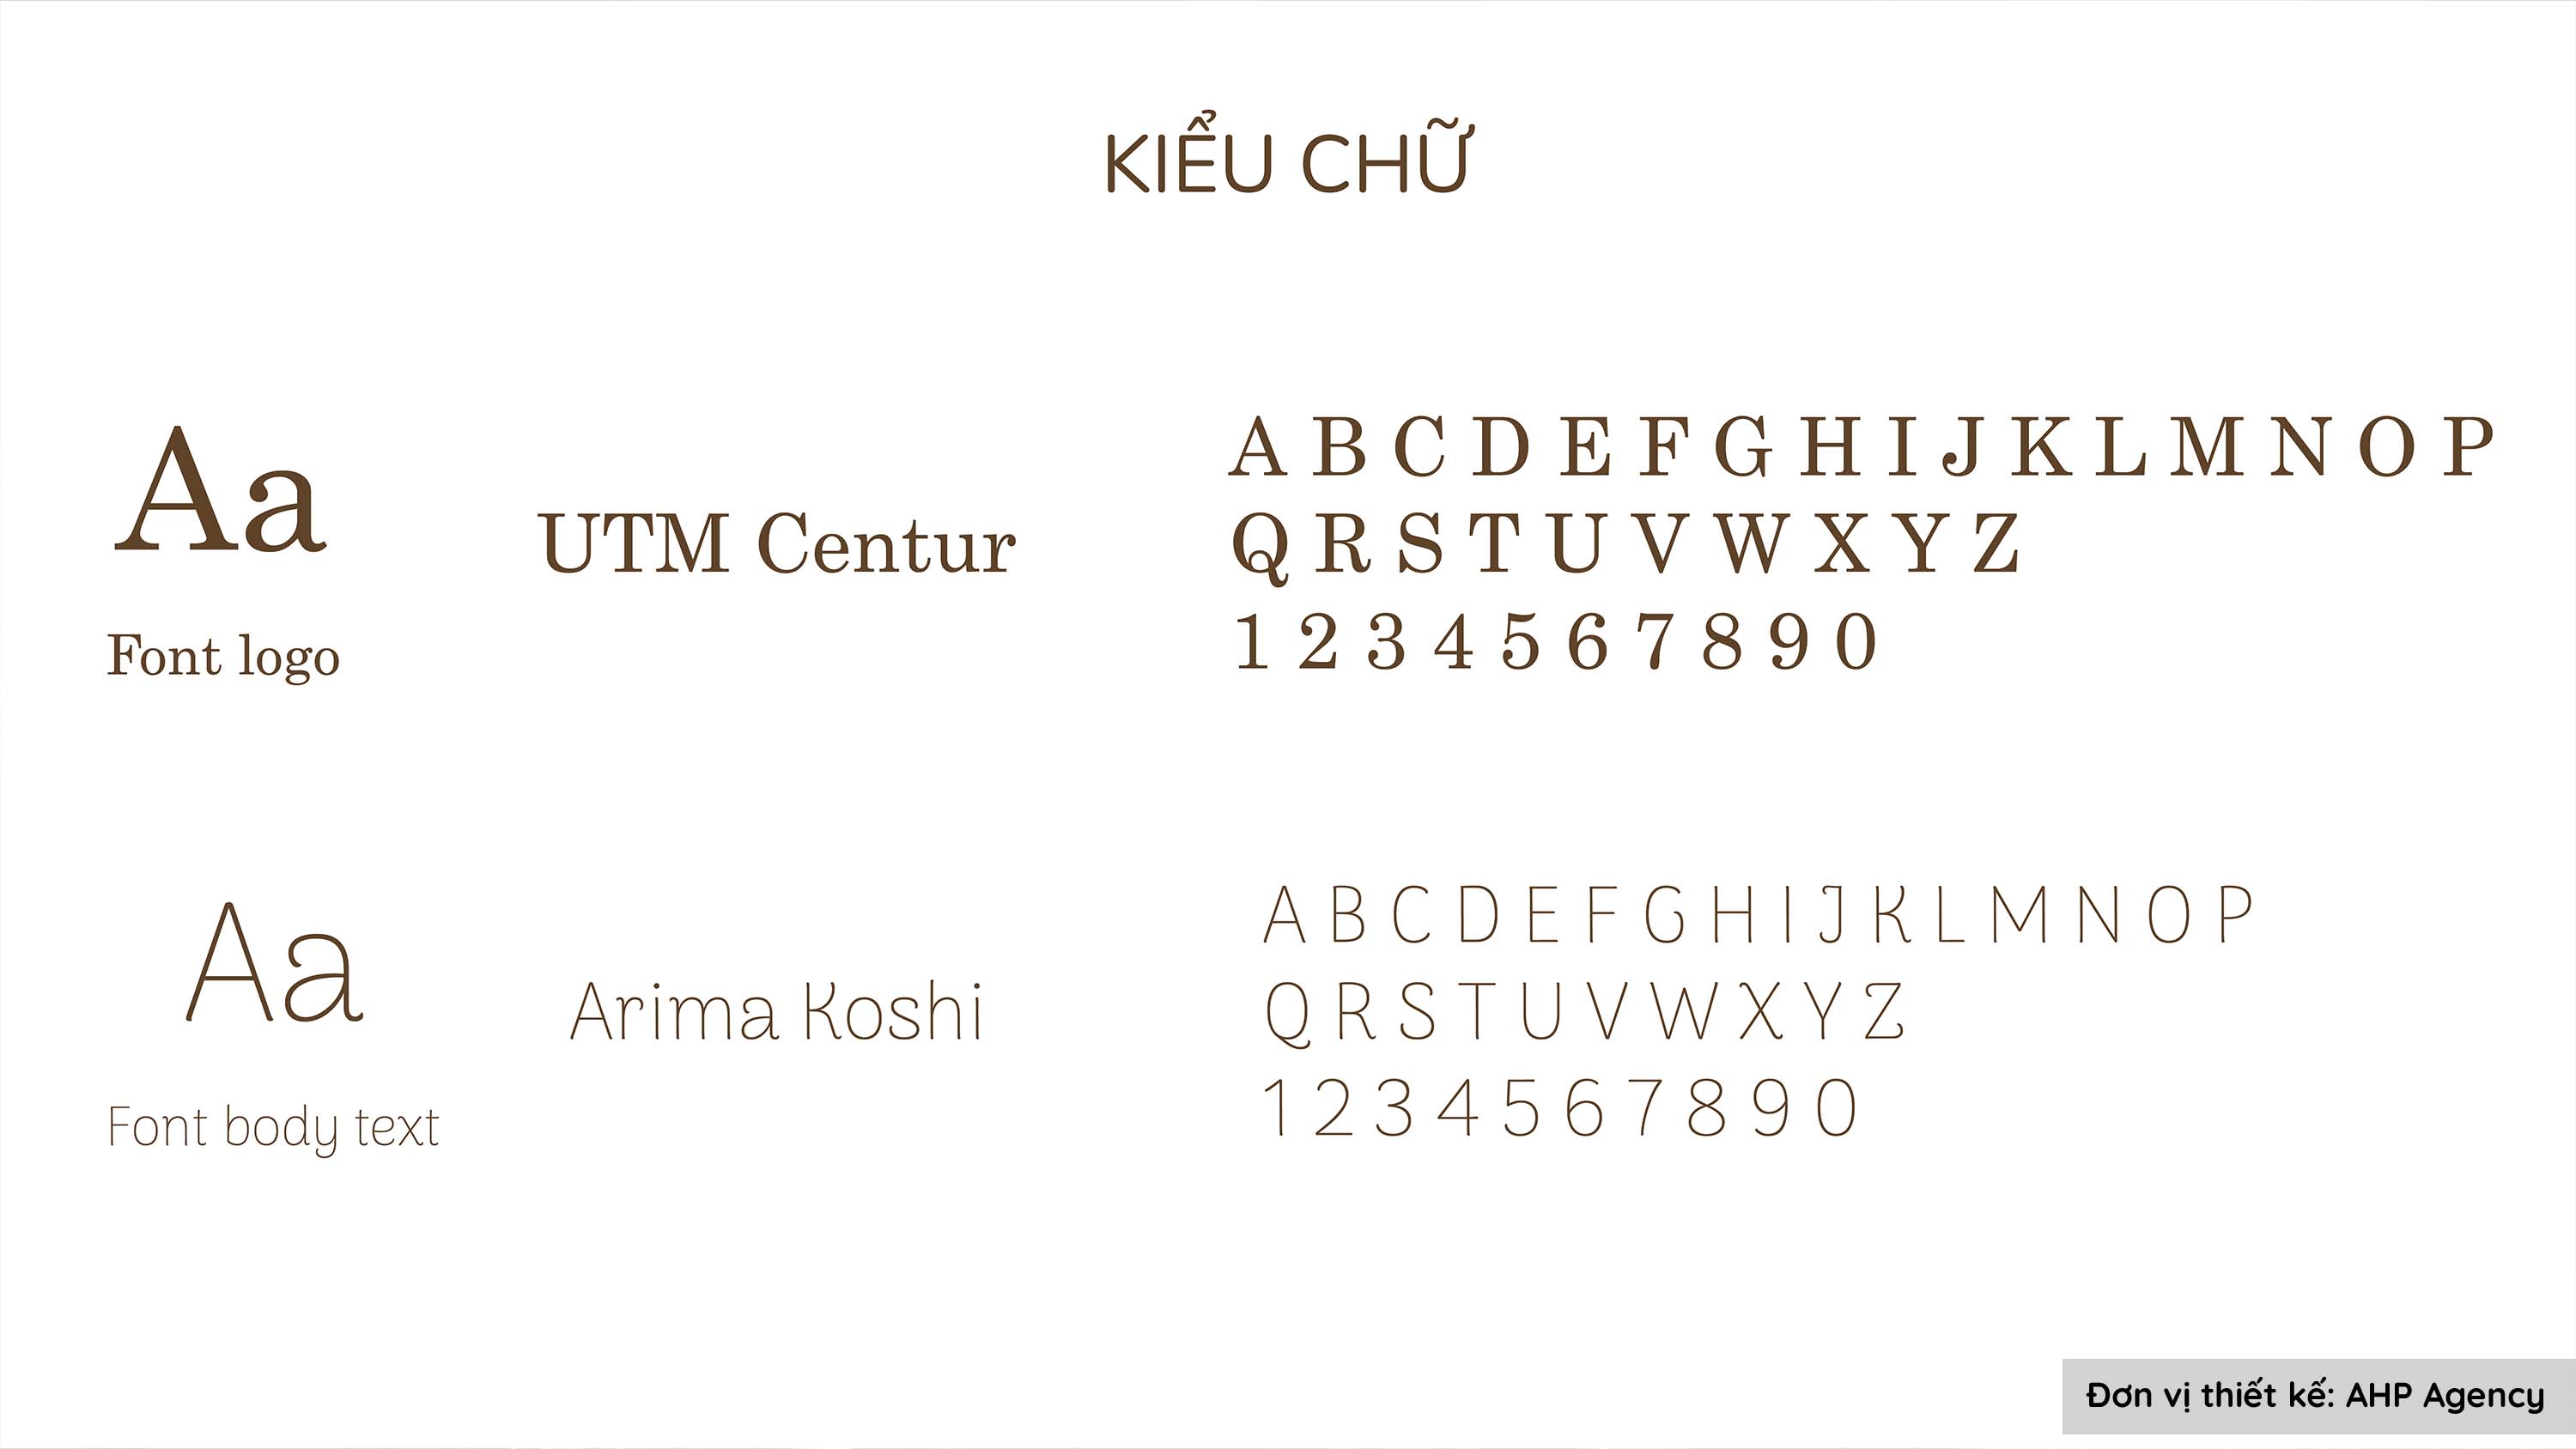 KIỂU CHỮ
Aa
Font logo
UTM Centur
A B C D E F G H I J K L M N O P
Q R S T U V W X Y Z
1 2 3 4 5 6 7 8 9 0
Aa
Font body text
Arima Koshi
A B C D E F G H I J K L M N O P
Q R S T U V W X Y Z
1 2 3 4 5 6 7 8 9 0
Đơn vị thiết kế: AHP Agency